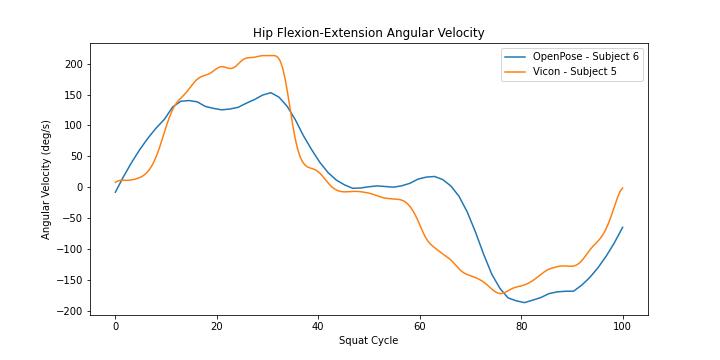 Hip Flexion-Extension Angular Velocity
OpenPose - Subject 6
Vicon - Subject 5
Angular Velocity (deg/s)
200
150
100
50
0
−50
−100
−150
−200
0 20 40 60 80 100
Squat Cycle